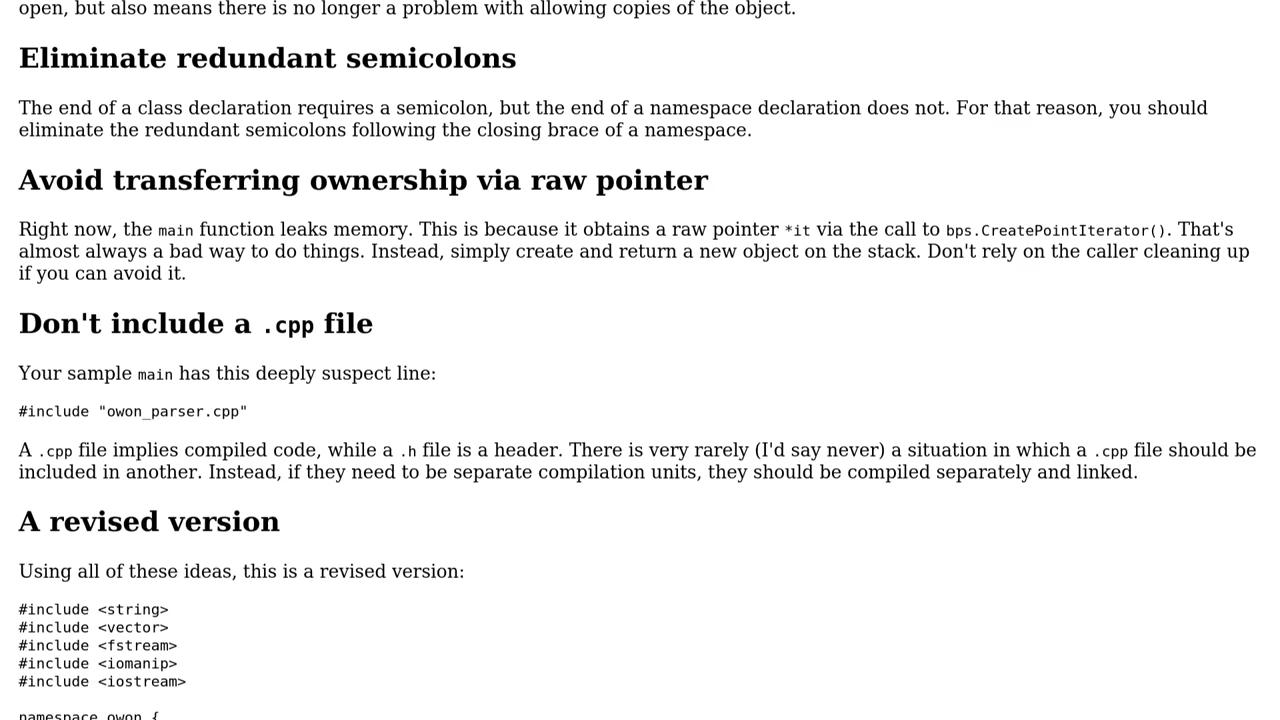 open, but also means there is no longer a problem with allowing copies of the object.
Eliminate redundant semicolons
The end of a class declaration requires a semicolon, but the end of a namespace declaration does not. For that reason, you should
eliminate the redundant semicolons following the closing brace of a namespace.
Avoid transferring ownership via raw pointer
Right now, the main function leaks memory. This is because it obtains a raw pointer *it via the call to bps.CreatePointIterator(). That's
almost always a bad way to do things. Instead, simply create and return a new object on the stack. Don't rely on the caller cleaning up
if you can avoid it.
Don't include a .cpp file
Your sample main has this deeply suspect line:
#include "owon_parser.cpp"
A .cpp file implies compiled code, while a .h file is a header. There is very rarely (I'd say never) a situation in which a .cpp file should be
included in another. Instead, if they need to be separate compilation units, they should be compiled separately and linked.
A revised version
Using all of these ideas, this is a revised version:
#include <string>
#include <vector>
#include <fstream>
#include <iomanip>
#include <iostream>
namespace owon {